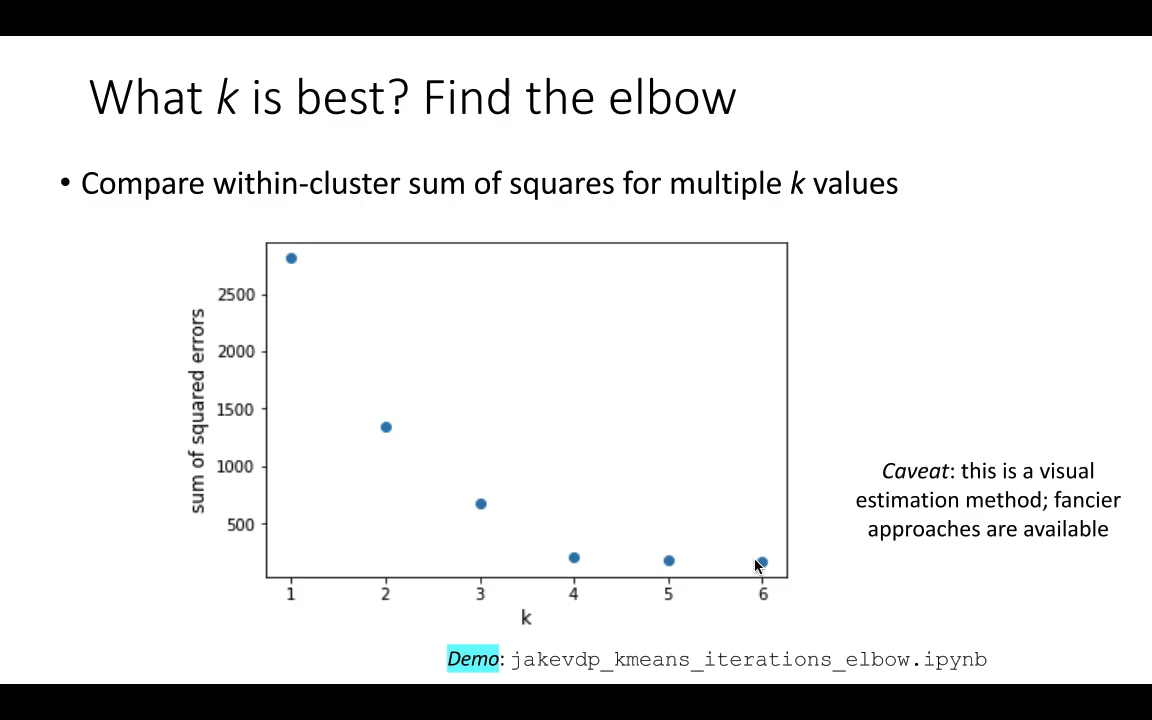 What k is best? Find the elbow
• Compare within-cluster sum of squares for multiple k values
sum of squared errors
2500
2000
1500
1000
500
1 2 3 4 5 6
k
Caveat: this is a visual
estimation method; fancier
approaches are available
Demo: jakevdp_kmeans_iterations_elbow.ipynb